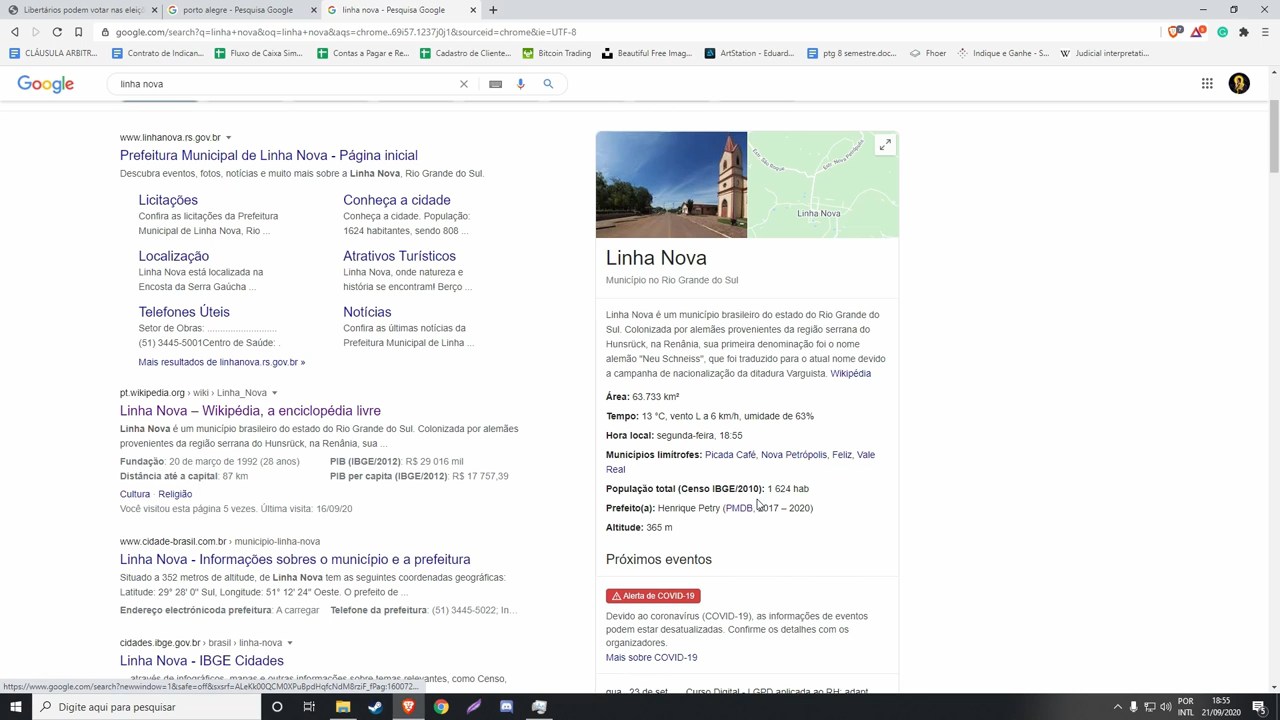 Libertários podem votar nas eleiç
porto alegre - Pesquisa Google
linha nova - Pesquisa Google
google.com/search?q=linha+nova&oq=linha+nova&aqs=chrome..69i57.1237j0j1&sourceid=chrome&ie=UTF-8
CLÁUSULA ARBITR...
Contrato de Indican...
Fluxo de Caixa Sim...
Contas a Pagar e Re...
Cadastro de Cliente...
Bitcoin Trading
Beautiful Free Imag...
ArtStation - Eduard...
ptg 8 semestre.doc...
Fhoer
Indique e Ganhe - S...
Judicial interpretati...
Google
linha nova
www.linhanova.rs.gov.br
Prefeitura Municipal de Linha Nova - Página inicial
Descubra eventos, fotos, notícias e muito mais sobre a Linha Nova, Rio Grande do Sul.
Licitações
Confira as licitações da Prefeitura
Municipal de Linha Nova, Rio ...
Conheça a cidade
Conheça a cidade. População:
1624 habitantes, sendo 808 ...
Localização
Linha Nova está localizada na
Encosta da Serra Gaúcha ...
Atrativos Turísticos
Linha Nova, onde natureza e
história se encontram! Berço ...
Telefones Úteis
Setor de Obras: ............................
(51) 3445-5001Centro de Saúde: .
Notícias
Confira as últimas notícias da
Prefeitura Municipal de Linha ...
Mais resultados de linhanova.rs.gov.br »
pt.wikipedia.org › wiki › Linha_Nova
Linha Nova – Wikipédia, a enciclopédia livre
Linha Nova é um município brasileiro do estado do Rio Grande do Sul. Colonizada por alemães
provenientes da região serrana do Hunsrück, na Renânia, sua ...
Fundação: 20 de março de 1992 (28 anos)
PIB (IBGE/2012): R$ 29 016 mil
Distância até a capital: 87 km
PIB per capita (IBGE/2012): R$ 17 757,39
Cultura · Religião
Você visitou esta página 5 vezes. Última visita: 16/09/20
www.cidade-brasil.com.br › municipio-linha-nova
Linha Nova - Informações sobre o município e a prefeitura
Situado a 352 metros de altitude, de Linha Nova tem as seguintes coordenadas geográficas:
Latitude: 29° 28' 0'' Sul, Longitude: 51° 12' 24'' Oeste. O prefeito de ...
Endereço electrónicoda prefeitura: A carregar
Telefone da prefeitura: (51) 3445-5022; In...
cidades.ibge.gov.br › brasil › linha-nova
Linha Nova - IBGE Cidades
Est. São Roque
Estr. Nova Petrópolis
Linha Nova
Linha Nova
Município no Rio Grande do Sul
Linha Nova é um município brasileiro do estado do Rio Grande do
Sul. Colonizada por alemães provenientes da região serrana do
Hunsrück, na Renânia, sua primeira denominação foi o nome
alemão "Neu Schneiss", que foi traduzido para o atual nome devido
a campanha de nacionalização da ditadura Varguista. Wikipédia
Área: 63.733 km²
Tempo: 13 °C, vento L a 6 km/h, umidade de 63%
Hora local: segunda-feira, 18:55
Municípios limítrofes: Picada Café, Nova Petrópolis, Feliz, Vale
Real
População total (Censo IBGE/2010): 1 624 hab
Prefeito(a): Henrique Petry (PMDB, 2017 – 2020)
Altitude: 365 m
Próximos eventos
Alerta de COVID-19
Devido ao coronavírus (COVID-19), as informações de eventos
podem estar desatualizadas. Confirme os detalhes com os
organizadores.
Mais sobre COVID-19
qua., 23 de set.
Curso Digital - LGPD aplicada ao RH: adapt
Digite aqui para pesquisar
POR
INTL
18:55
21/09/2020